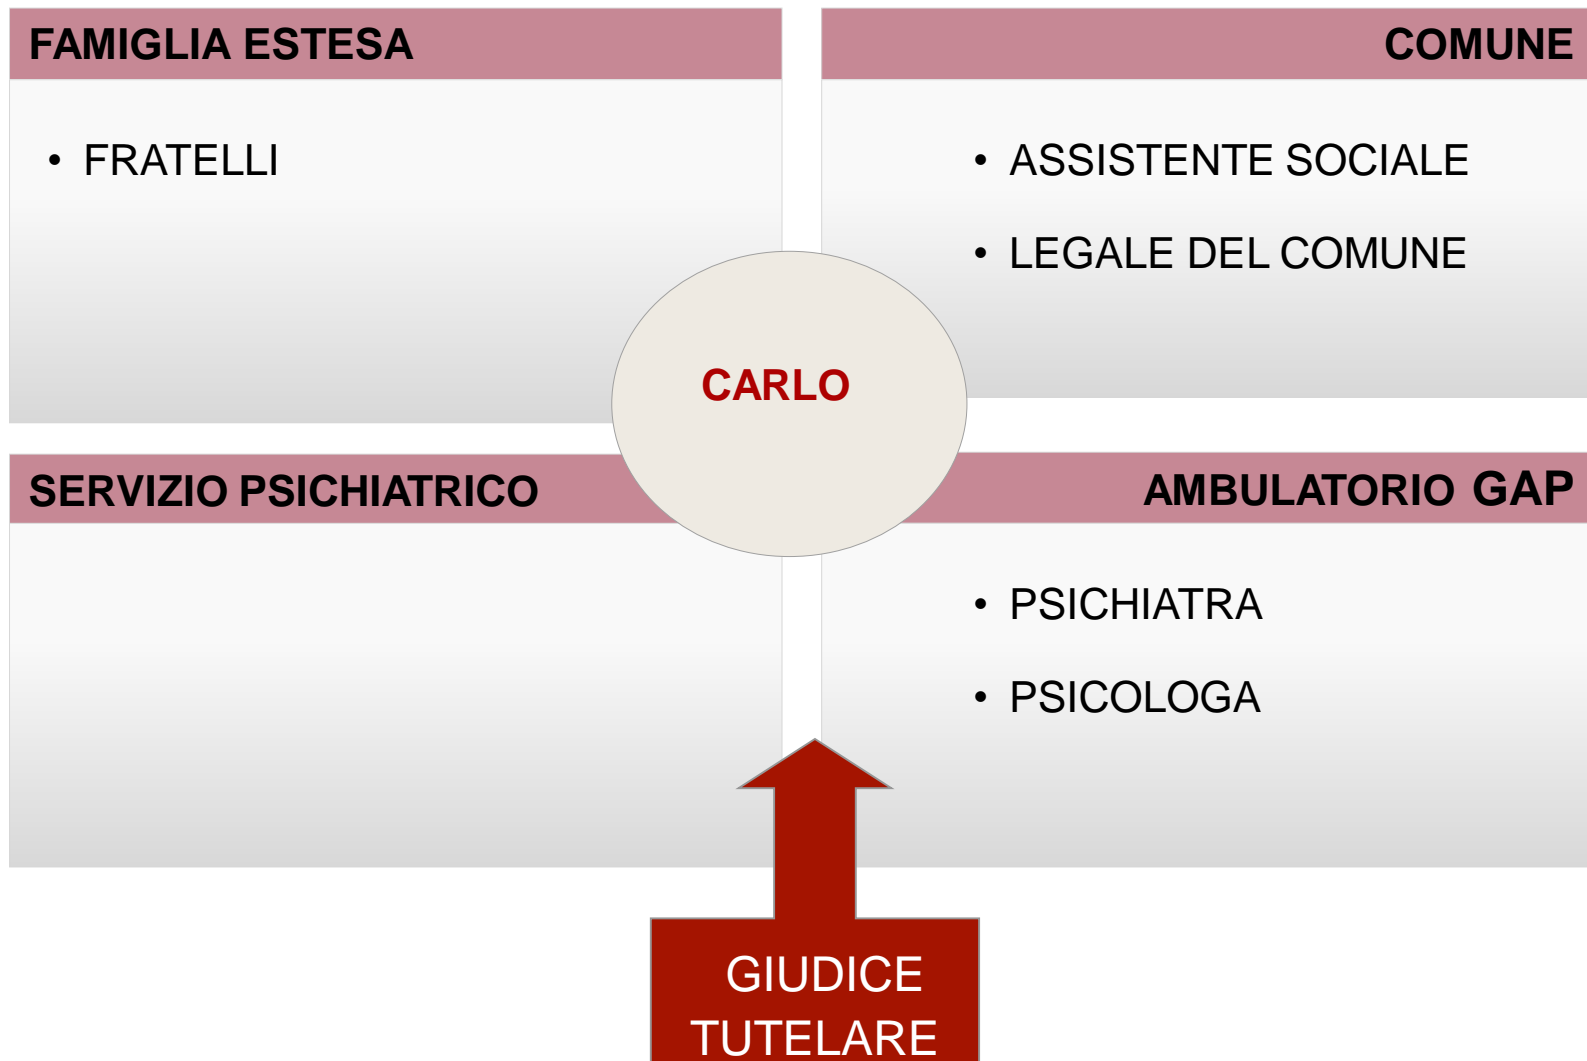 FAMIGLIA ESTESA
• FRATELLI
COMUNE
• ASSISTENTE SOCIALE
• LEGALE DEL COMUNE
CARLO
SERVIZIO PSICHIATRICO
AMBULATORIO GAP
• PSICHIATRA
• PSICOLOGA
GIUDICE
TUTELARE